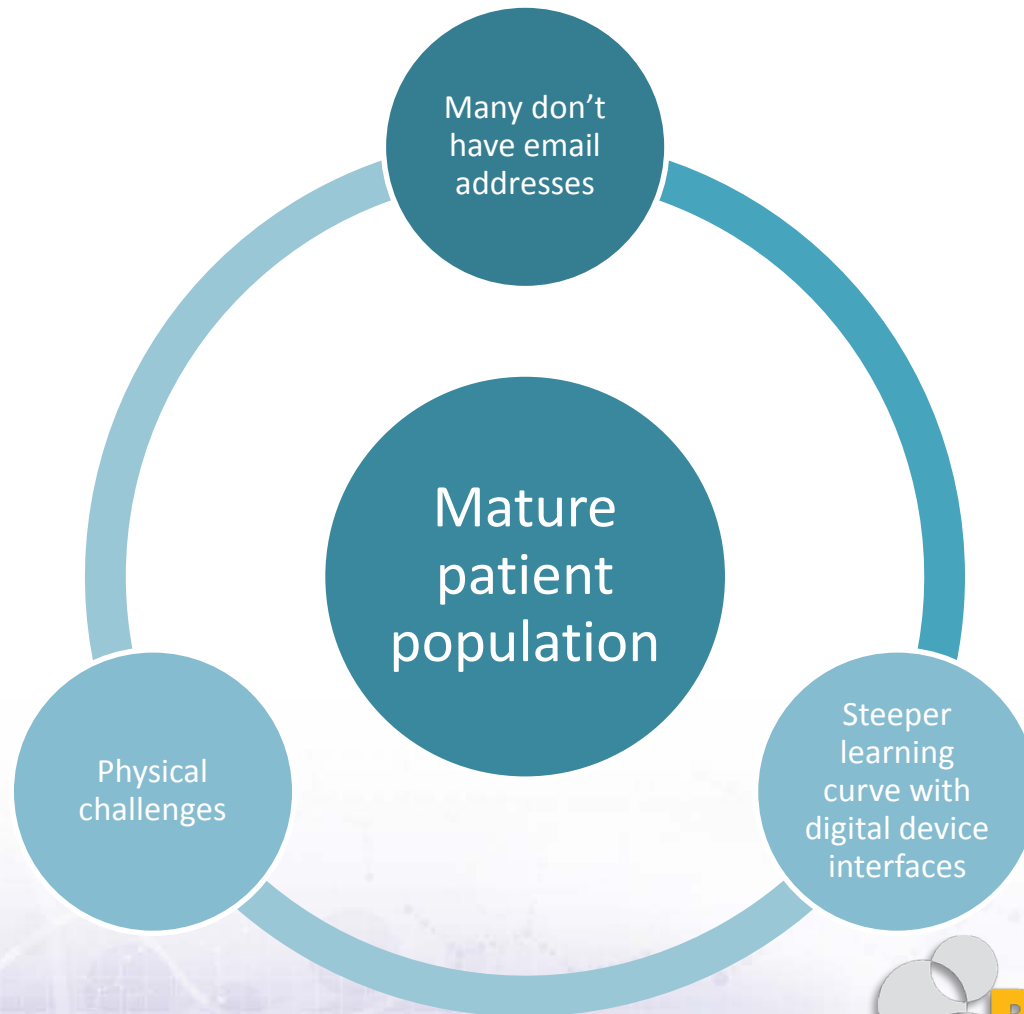 Many don’t
have email
addresses
Mature
patient
population
Steeper
learning
curve with
digital device
interfaces
Physical
challenges